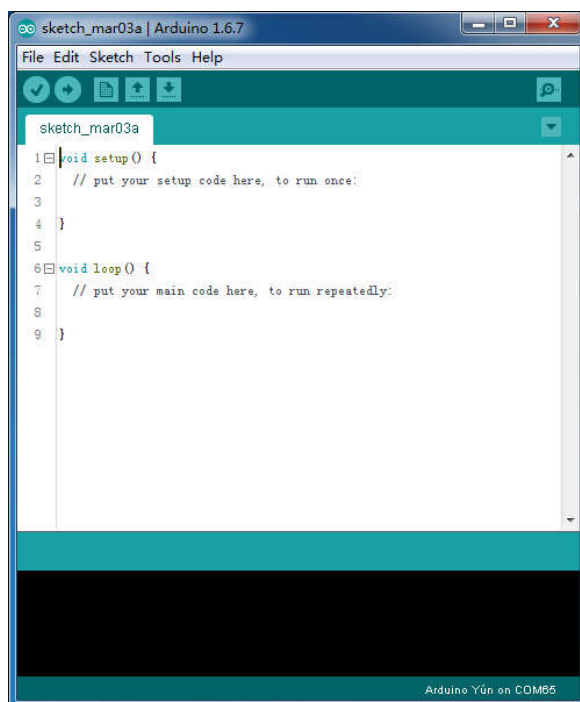 sketch_mar03a | Arduino 1.6.7
File Edit Sketch Tools Help
sketch_mar03a
1 void setup() {
2 // put your setup code here, to run once:
3
4 }
5
6 void loop() {
7 // put your main code here, to run repeatedly:
8
9 }
Arduino Yún on COM65